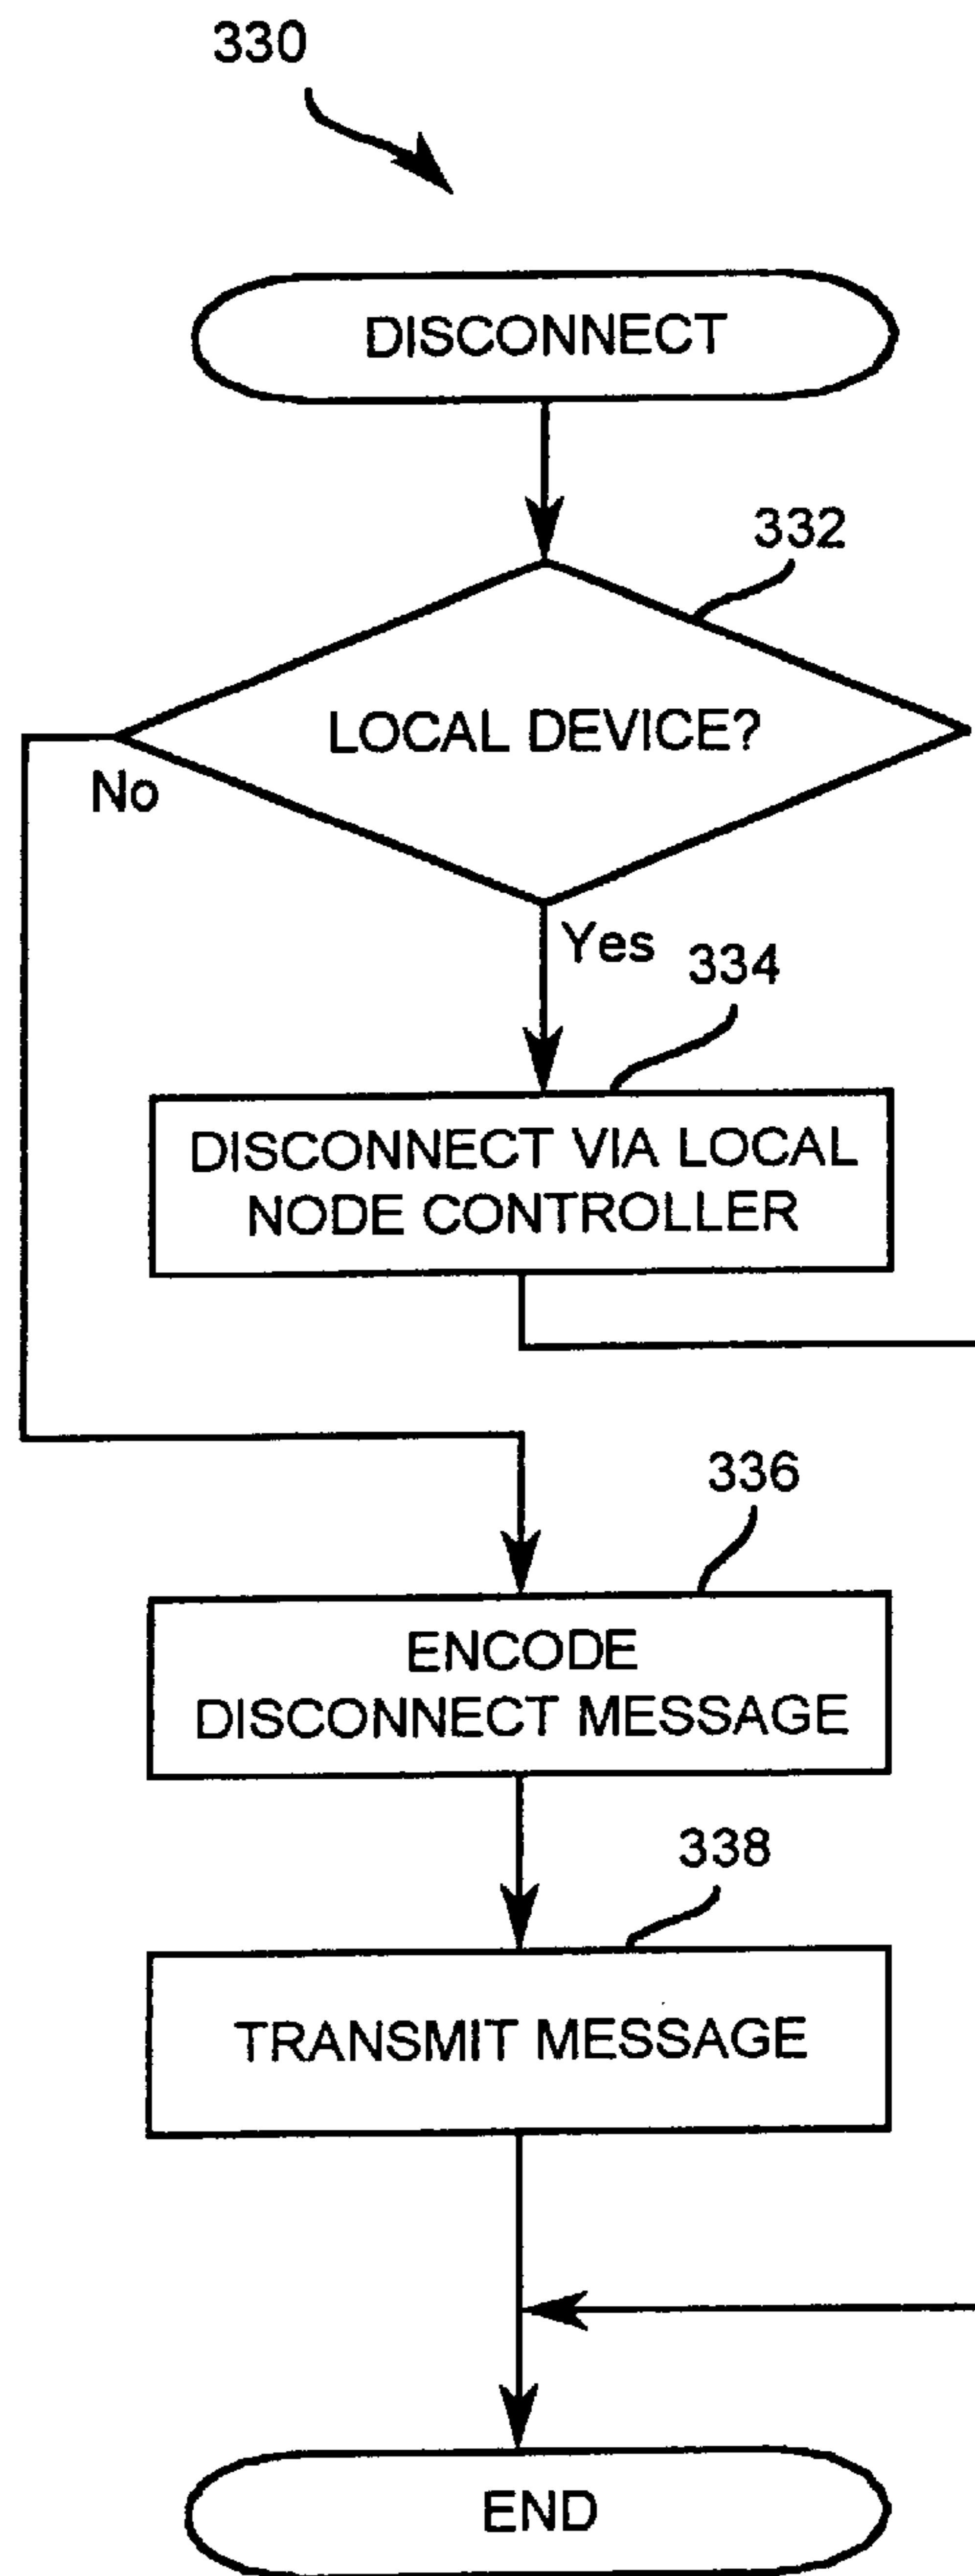 330
DISCONNECT
332
LOCAL DEVICE?
No
Yes
334
DISCONNECT VIA LOCAL
NODE CONTROLLER
336
ENCODE
DISCONNECT MESSAGE
338
TRANSMIT MESSAGE
END